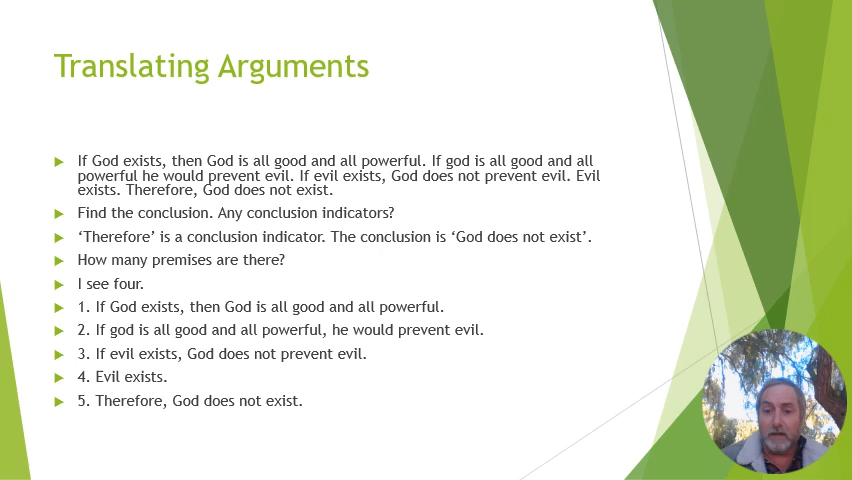 Translating Arguments
If God exists, then God is all good and all powerful. If god is all good and all
powerful he would prevent evil. If evil exists, God does not prevent evil. Evil
exists. Therefore, God does not exist.
Find the conclusion. Any conclusion indicators?
‘Therefore’ is a conclusion indicator. The conclusion is ‘God does not exist’.
How many premises are there?
I see four.
1. If God exists, then God is all good and all powerful.
2. If god is all good and all powerful, he would prevent evil.
3. If evil exists, God does not prevent evil.
4. Evil exists.
5. Therefore, God does not exist.